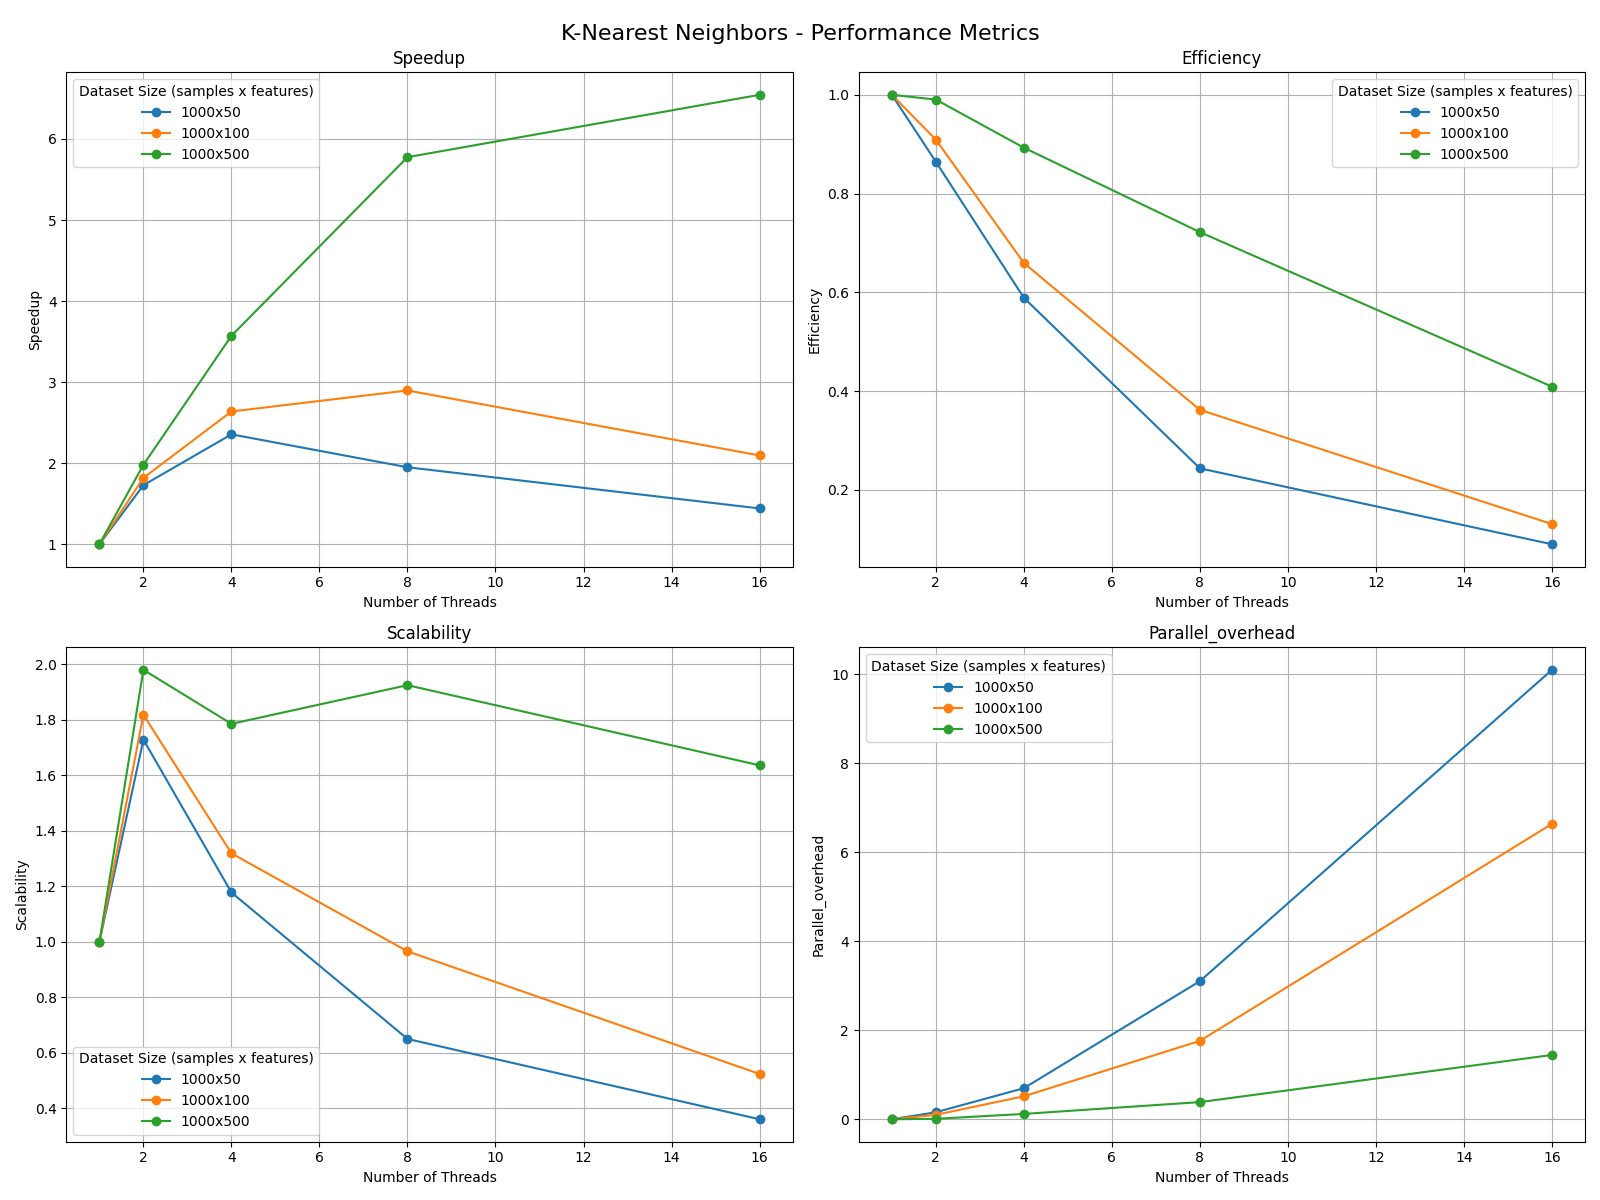 K-Nearest Neighbors - Performance Metrics
Speedup
Dataset Size (samples x features)
1000x50
1000x100
1000x500
6
5
4
3
2
1
Speedup
2 4 6 8 10 12 14 16
Number of Threads
Efficiency
Dataset Size (samples x features)
1000x50
1000x100
1000x500
1.0
0.8
0.6
0.4
0.2
Efficiency
2 4 6 8 10 12 14 16
Number of Threads
Scalability
2.0
1.8
1.6
1.4
1.2
1.0
0.8
0.6
0.4
Scalability
Dataset Size (samples x features)
1000x50
1000x100
1000x500
2 4 6 8 10 12 14 16
Number of Threads
Parallel_overhead
Dataset Size (samples x features)
1000x50
1000x100
1000x500
10
8
6
4
2
0
Parallel_overhead
2 4 6 8 10 12 14 16
Number of Threads